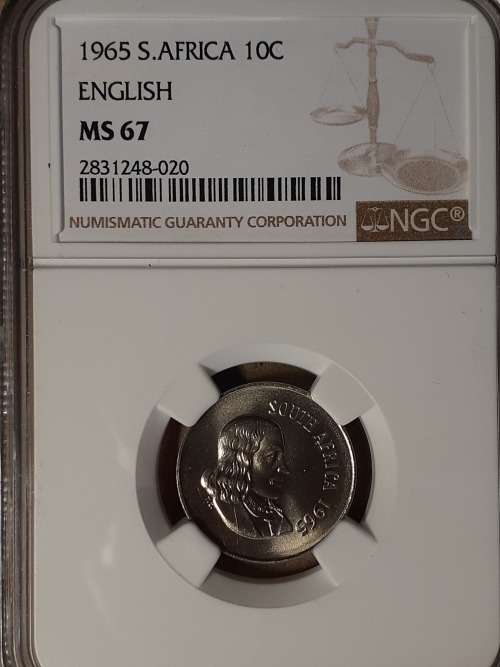 1965 S.AFRICA 10C
ENGLISH
MS 67
2831248-020
NUMISMATIC GUARANTY CORPORATION
NGC®
SOUTH AFRICA 1965